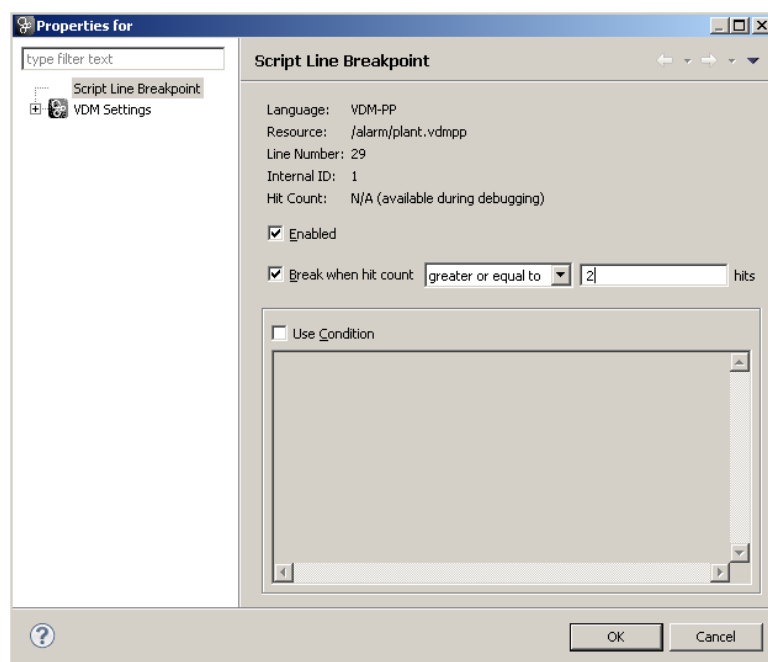 Properties for
type filter text
Script Line Breakpoint
VDM Settings
Script Line Breakpoint
Language: VDM-PP
Resource: /alarm/plant.vdmpp
Line Number: 29
Internal ID: 1
Hit Count: N/A (available during debugging)
Enabled
Break when hit count greater or equal to 2 hits
Use Condition
?
OK Cancel